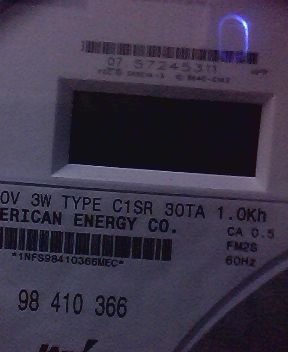 07 57245311
0V 3W TYPE C1SR 30TA 1.0Kh
ERICAN ENERGY CO.
CA 0.5
FM2S
*1NFS98410366MEC*
60Hz
98 410 366